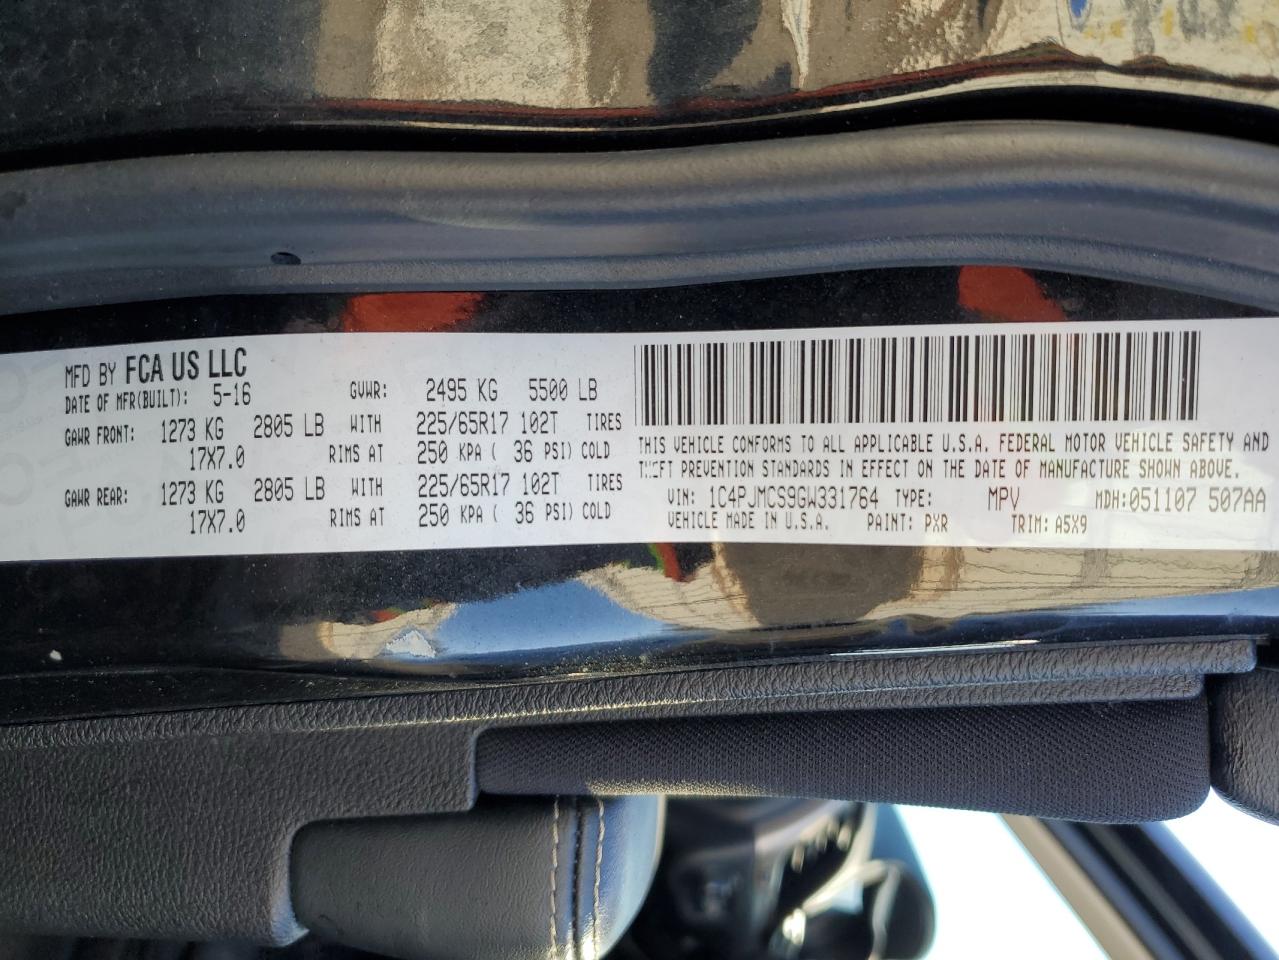 MFD BY FCA US LLC
DATE OF MFR(BUILT): 5-16 GVWR: 2495 KG 5500 LB
GAWR FRONT: 1273 KG 2805 LB WITH 225/65R17 102T TIRES
17X7.0 RIMS AT 250 KPA ( 36 PSI) COLD
GAWR REAR: 1273 KG 2805 LB WITH 225/65R17 102T TIRES
17X7.0 RIMS AT 250 KPA ( 36 PSI) COLD
THIS VEHICLE CONFORMS TO ALL APPLICABLE U.S.A. FEDERAL MOTOR VEHICLE SAFETY AND
THEFT PREVENTION STANDARDS IN EFFECT ON THE DATE OF MANUFACTURE SHOWN ABOVE.
VIN: 1C4PJMCS9GW331764 TYPE: MPV MDH:051107 507AA
VEHICLE MADE IN U.S.A. PAINT: PXR TRIM: A5X9